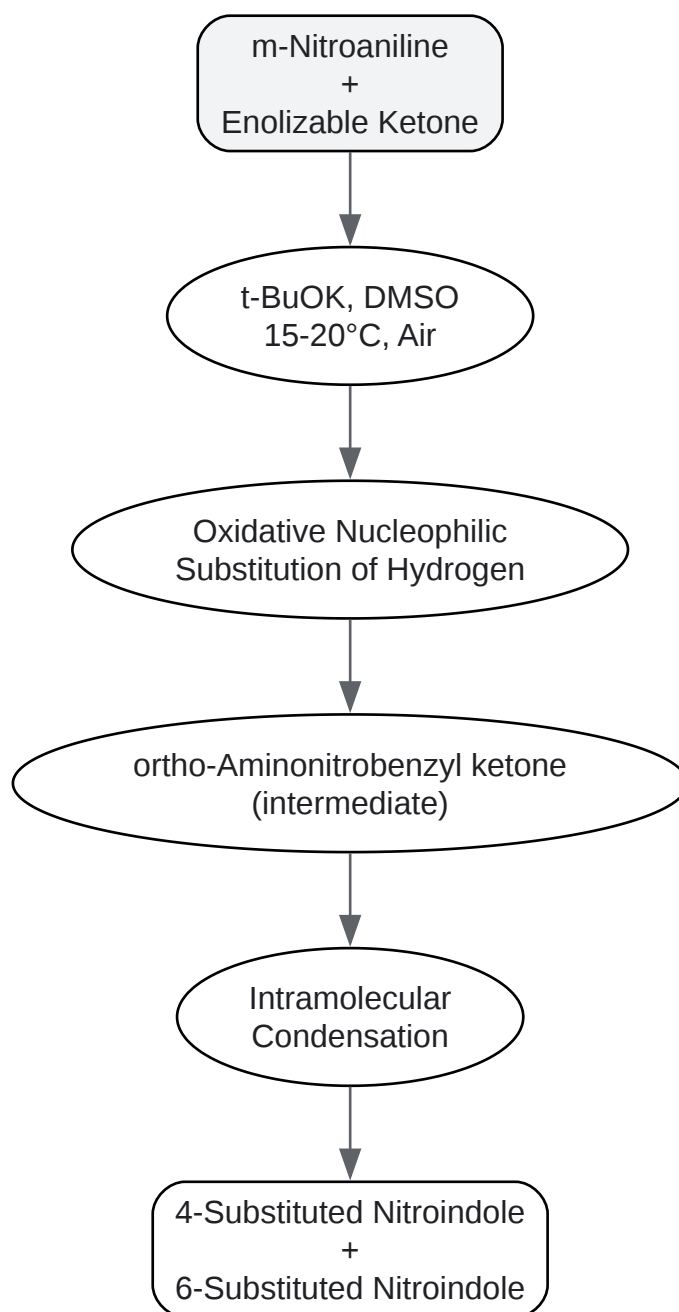 m-Nitroaniline
+
Enolizable Ketone
t-BuOK, DMSO
15-20°C, Air
Oxidative Nucleophilic
Substitution of Hydrogen
ortho-Aminonitrobenzyl ketone
(intermediate)
Intramolecular
Condensation
4-Substituted Nitroindole
+
6-Substituted Nitroindole